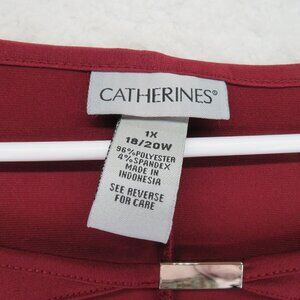 CATHERINES®
1X
18/20W
96% POLYESTER
4% SPANDEX
MADE IN
INDONESIA
SEE REVERSE
FOR CARE